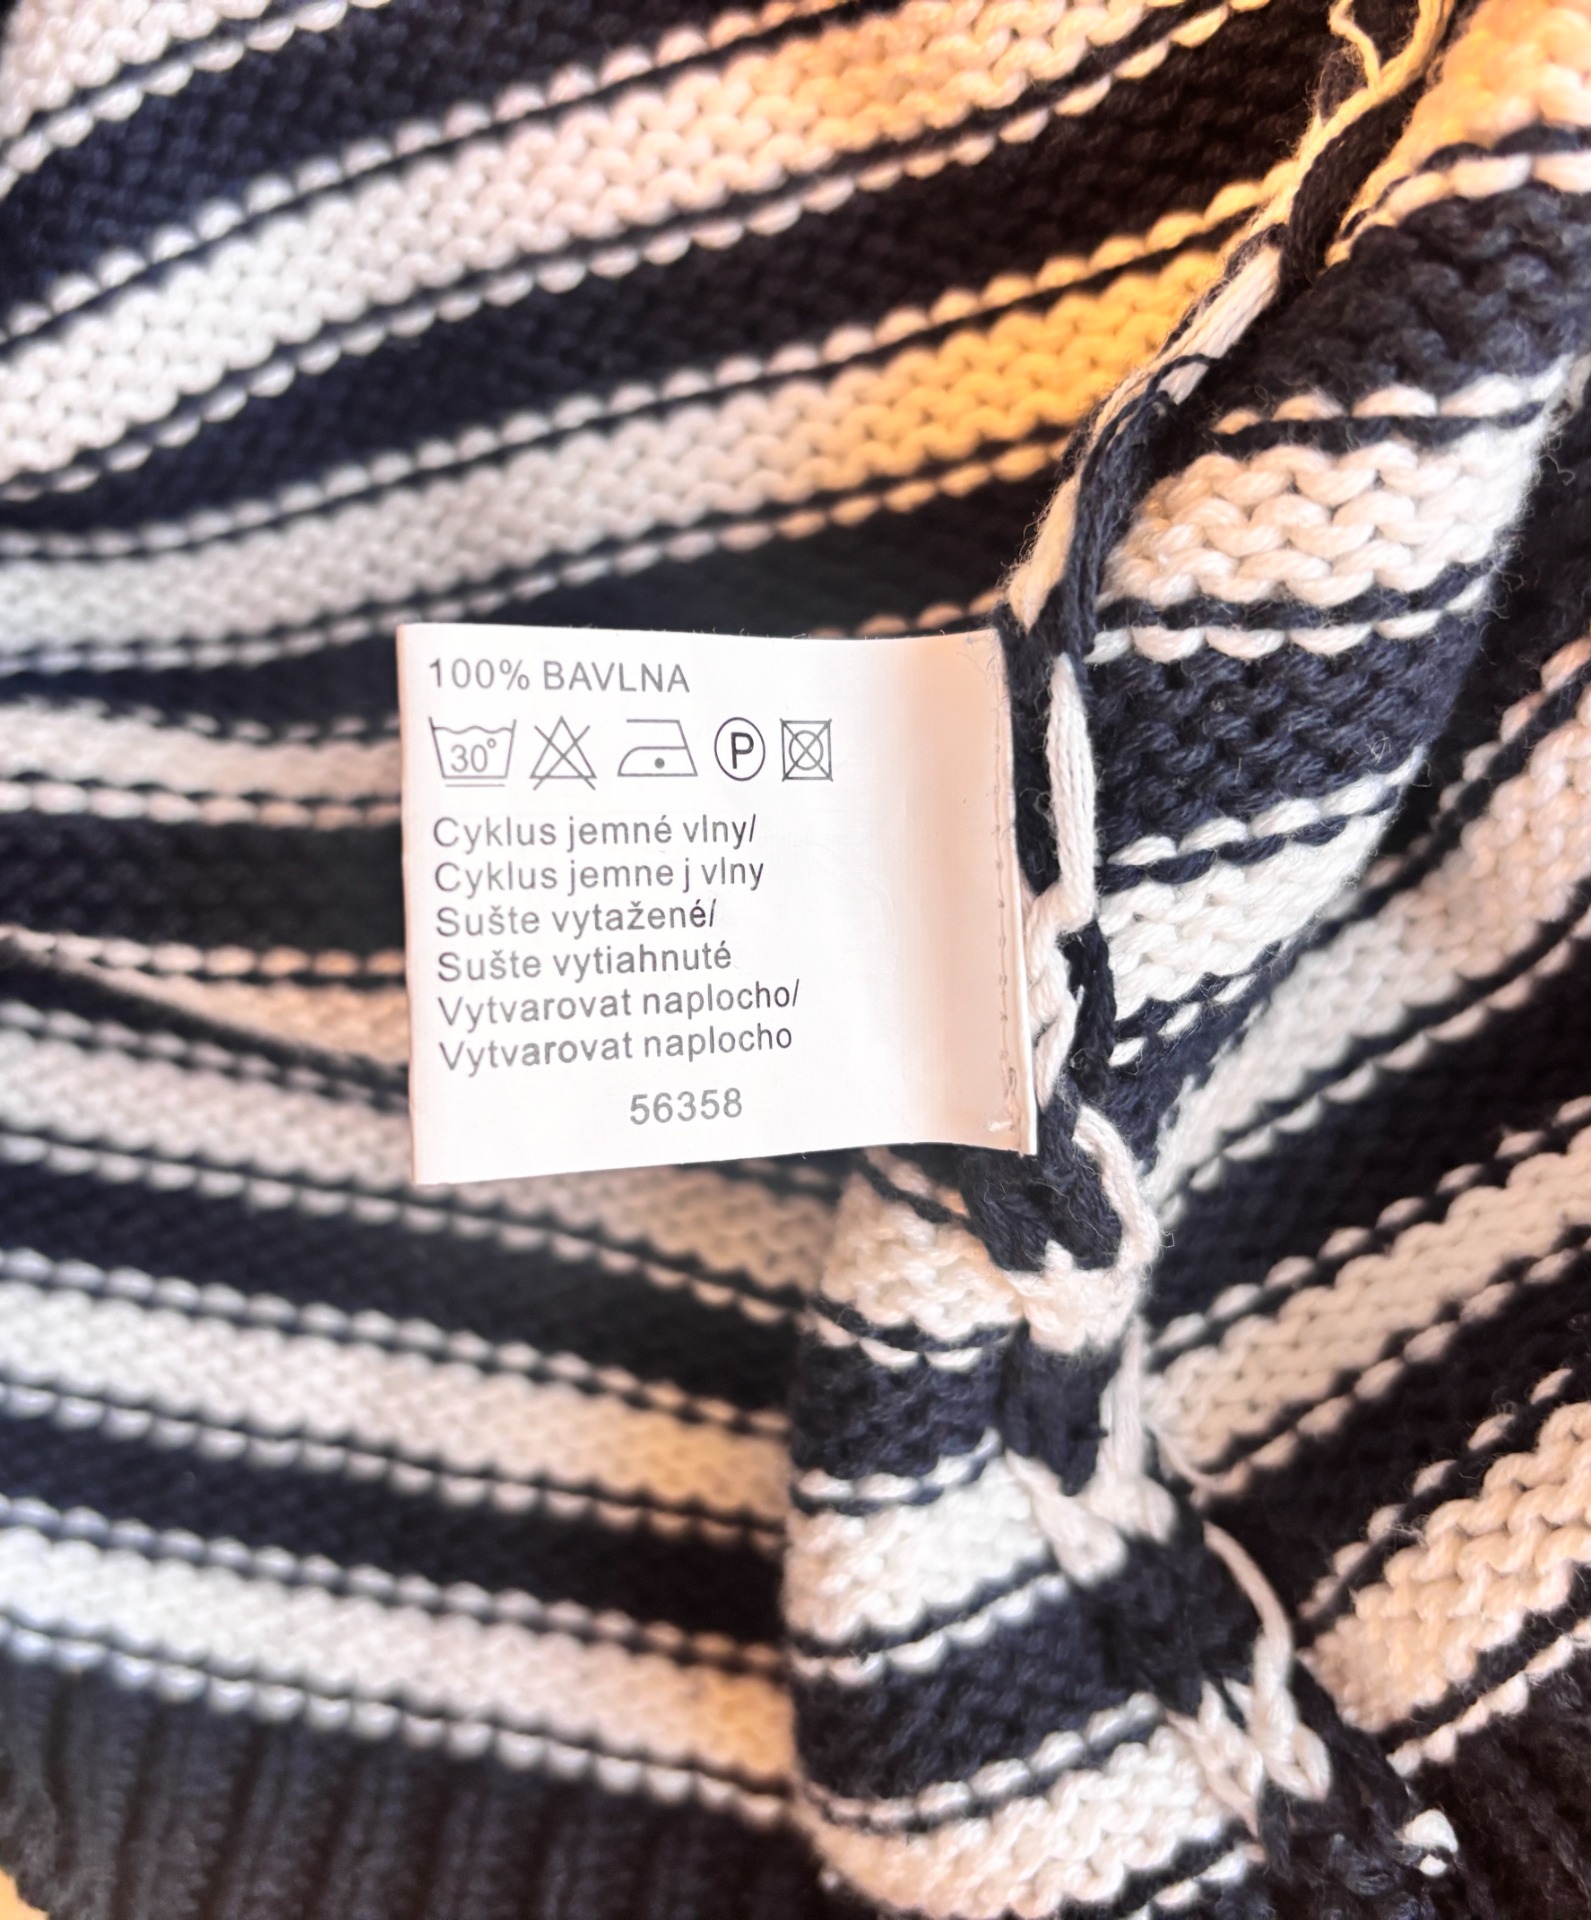 100% BAVLNA
30° P
Cyklus jemné vlny/
Cyklus jemne j vlny
Sušte vytažené/
Sušte vytiahnuté
Vytvarovat naplocho/
Vytvarovat naplocho
56358